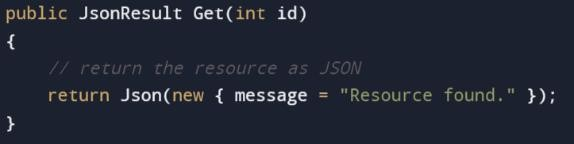 public JsonResult Get(int id)
{
    // return the resource as JSON
    return Json(new { message = "Resource found." });
}